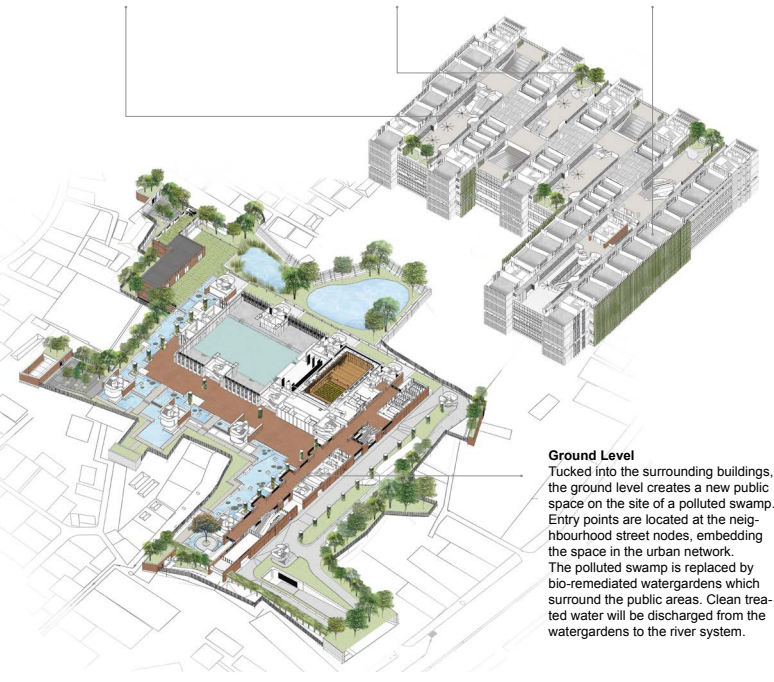 Ground Level
Tucked into the surrounding buildings,
the ground level creates a new public
space on the site of a polluted swamp.
Entry points are located at the neig-
hbourhood street nodes, embedding
the space in the urban network.
The polluted swamp is replaced by
bio-remediated watergardens which
surround the public areas. Clean trea-
ted water will be discharged from the
watergardens to the river system.